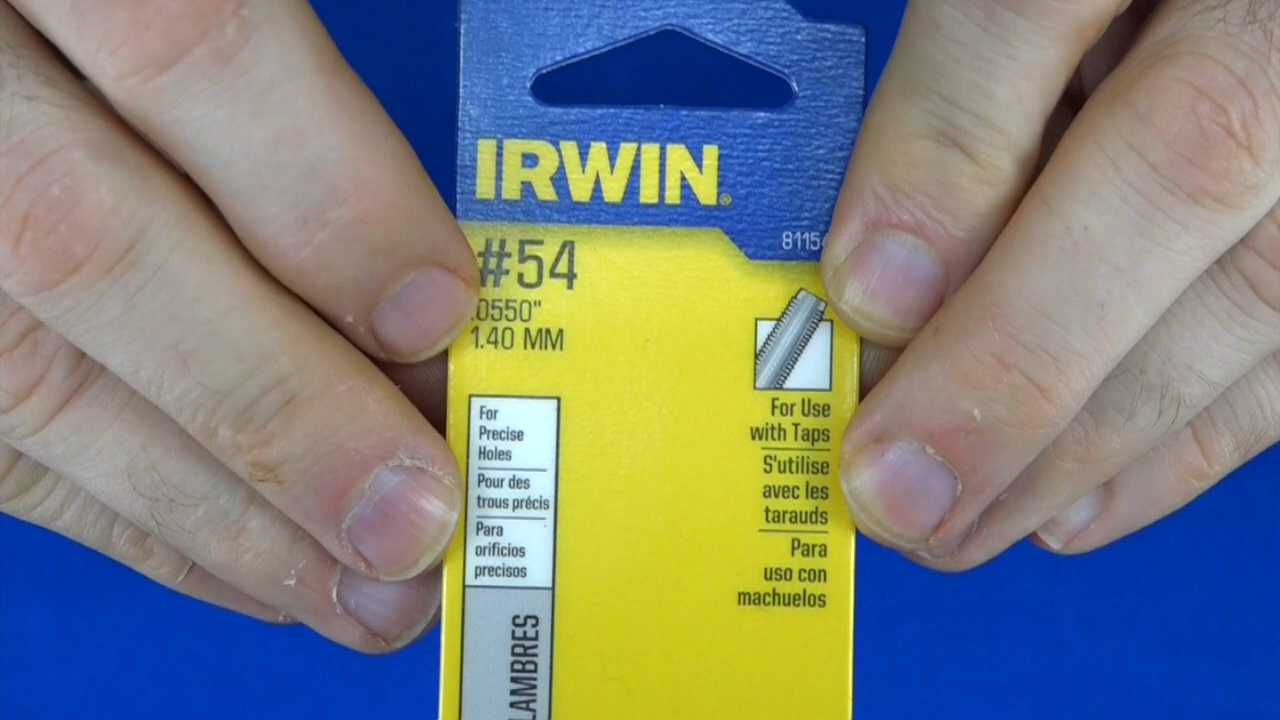 IRWIN®
8115
#54
.0550"
1.40 MM
For
Precise
Holes
Pour des
trous précis
Para
orificios
precisos
For Use
with Taps
S'utilise
avec les
tarauds
Para
uso con
machuelos
LAMBRES